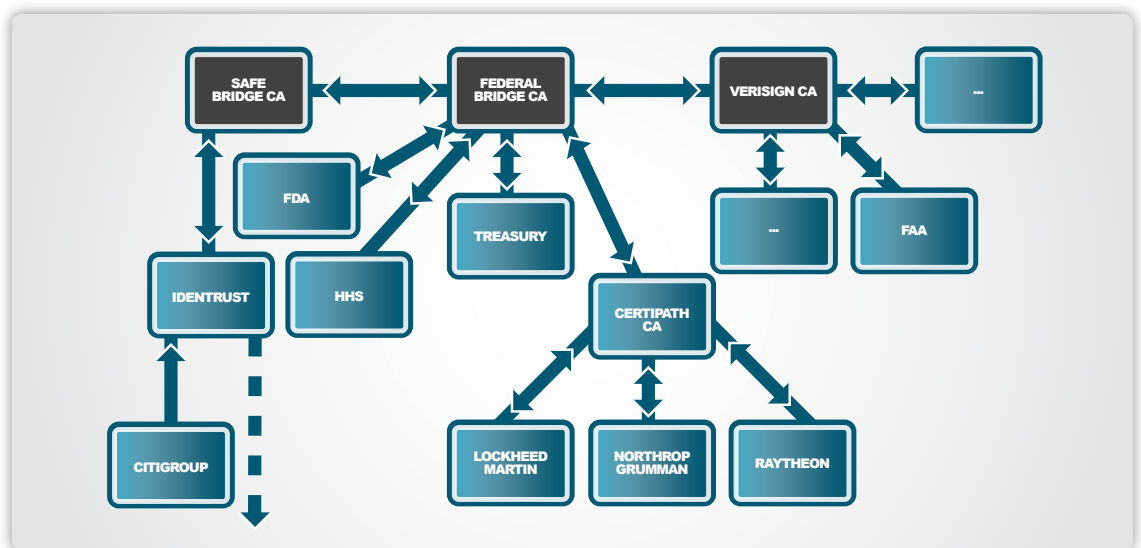 SAFE
BRIDGE CA
FEDERAL
BRIDGE CA
VERISIGN CA
...
FDA
TREASURY
...
FAA
IDENTRUST
HHS
CERTIPATH
CA
CITIGROUP
LOCKHEED
MARTIN
NORTHROP
GRUMMAN
RAYTHEON